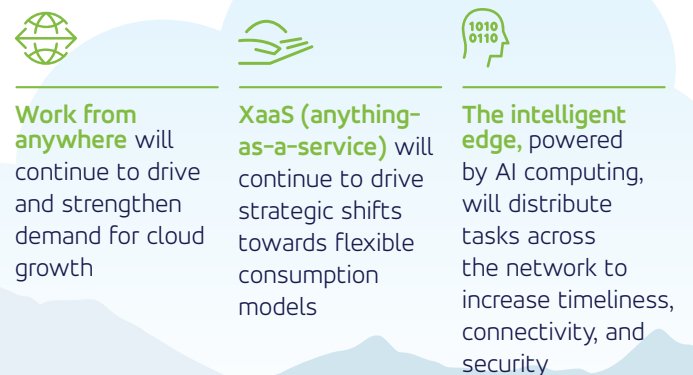 Work from
anywhere will
continue to drive
and strengthen
demand for cloud
growth
XaaS (anything-
as-a-service) will
continue to drive
strategic shifts
towards flexible
consumption
models
1010
0110
The intelligent
edge, powered
by AI computing,
will distribute
tasks across
the network to
increase timeliness,
connectivity, and
security